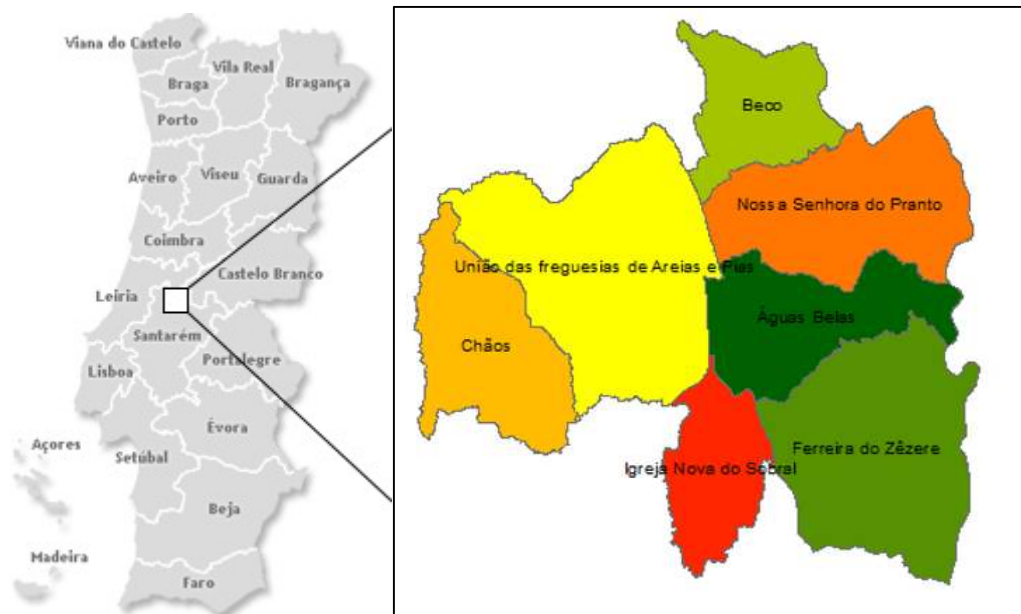 Viana do Castelo
Vila Real
Bragança
Braga
Porto
Aveiro
Viseu
Guarda
Coimbra
Castelo Branco
Leiria
Santarém
Portalegre
Lisboa
Évora
Açores
Setúbal
Beja
Madeira
Faro
Beco
Nossa Senhora do Pranto
União das freguesias de Areias e Pias
Águas Belas
Chãos
Ferreira do Zêzere
Igreja Nova do Sobral